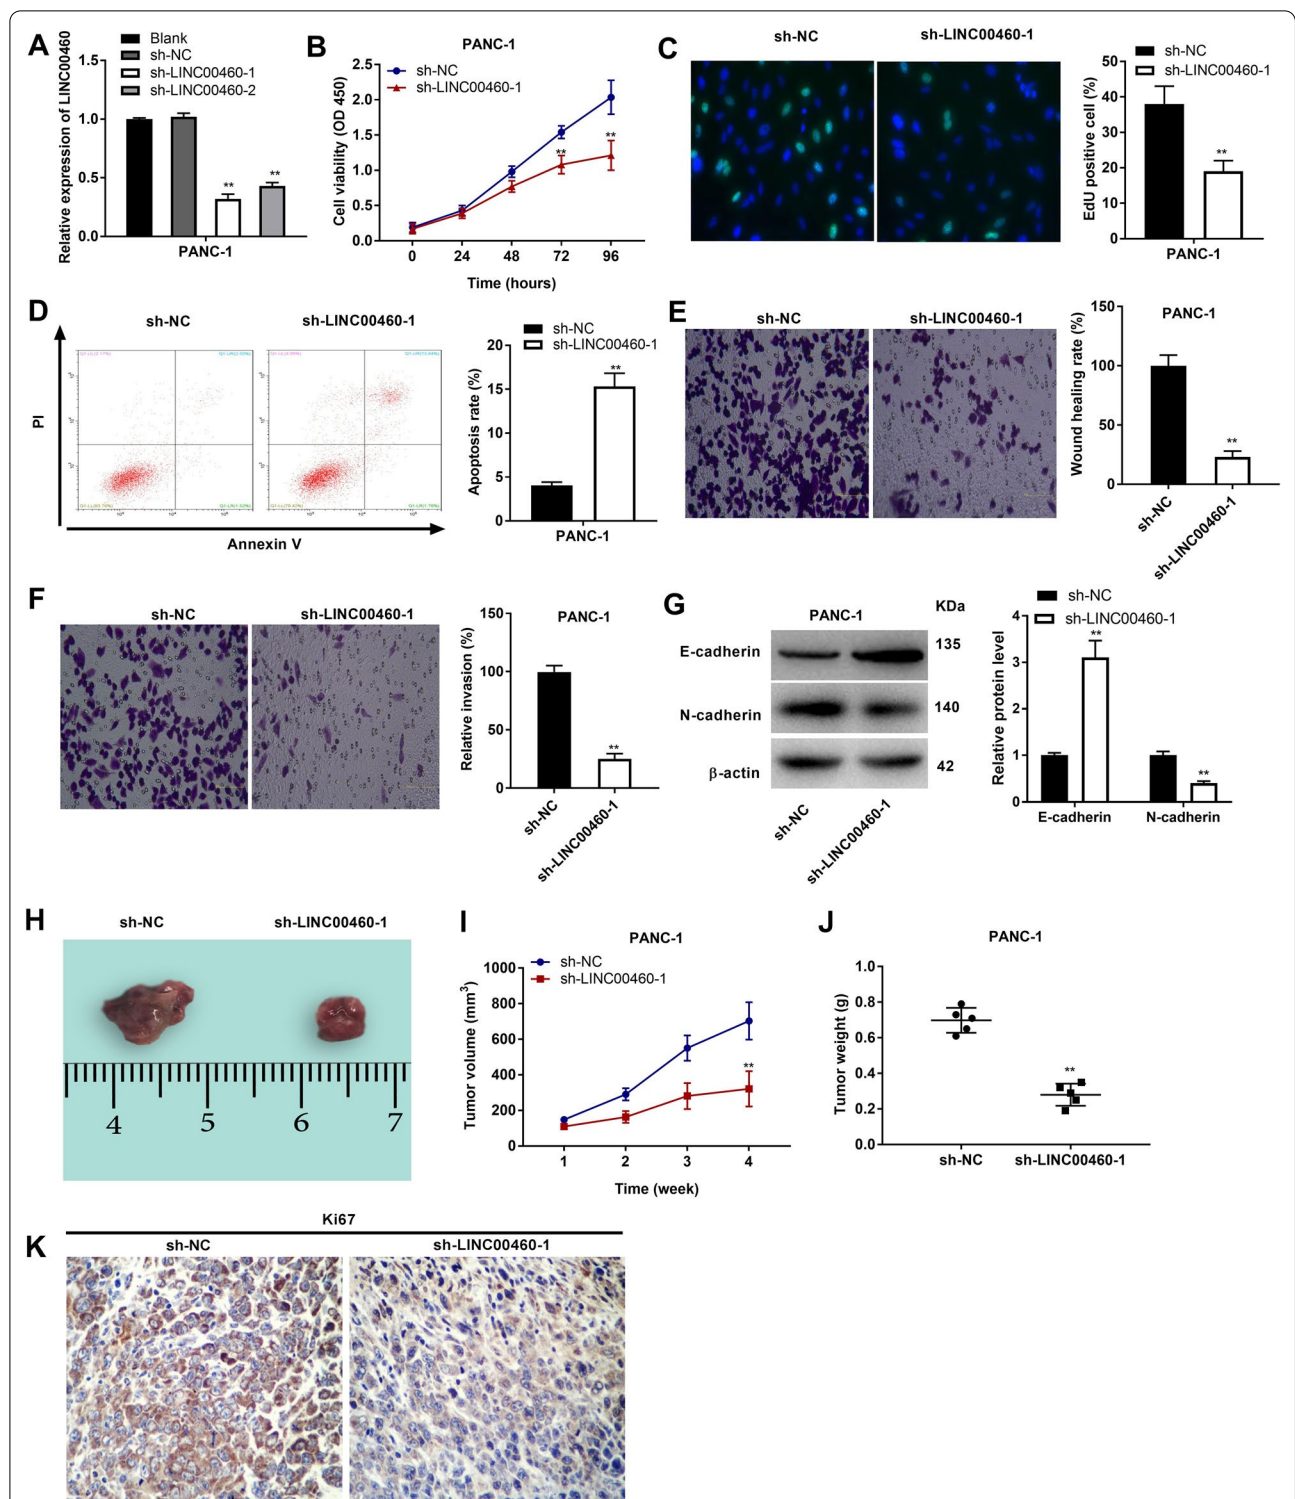 A
Relative expression of LINC00460
Blank
sh-NC
sh-LINC00460-1
sh-LINC00460-2
1.5
1.0
0.5
0.0
**
**
PANC-1
B
PANC-1
sh-NC
sh-LINC00460-1
Cell viability (OD 450)
2.5
2.0
1.5
1.0
0.5
0.0
**
**
0 24 48 72 96
Time (hours)
C
sh-NC sh-LINC00460-1
sh-NC
sh-LINC00460-1
EdU positive cell (%)
50
40
30
20
10
0
**
PANC-1
D
sh-NC sh-LINC00460-1
PI
Annexin V
sh-NC
sh-LINC00460-1
Apoptosis rate (%)
20
15
10
5
0
**
PANC-1
E
sh-NC sh-LINC00460-1
PANC-1
Wound healing rate (%)
150
100
50
0
**
sh-NC
sh-LINC00460-1
F
sh-NC sh-LINC00460-1
PANC-1
Relative invasion (%)
150
100
50
0
**
sh-NC
sh-LINC00460-1
G
PANC-1 KDa
E-cadherin 135
N-cadherin 140
β-actin 42
sh-NC
sh-LINC00460-1
sh-NC
sh-LINC00460-1
Relative protein level
4
3
2
1
0
**
**
E-cadherin N-cadherin
H
sh-NC sh-LINC00460-1
4 5 6 7
I
PANC-1
sh-NC
sh-LINC00460-1
Tumor volume (mm³)
1000
800
600
400
200
0
**
1 2 3 4
Time (week)
J
PANC-1
Tumor weight (g)
1.0
0.8
0.6
0.4
0.2
0.0
**
sh-NC sh-LINC00460-1
Ki67
K
sh-NC sh-LINC00460-1